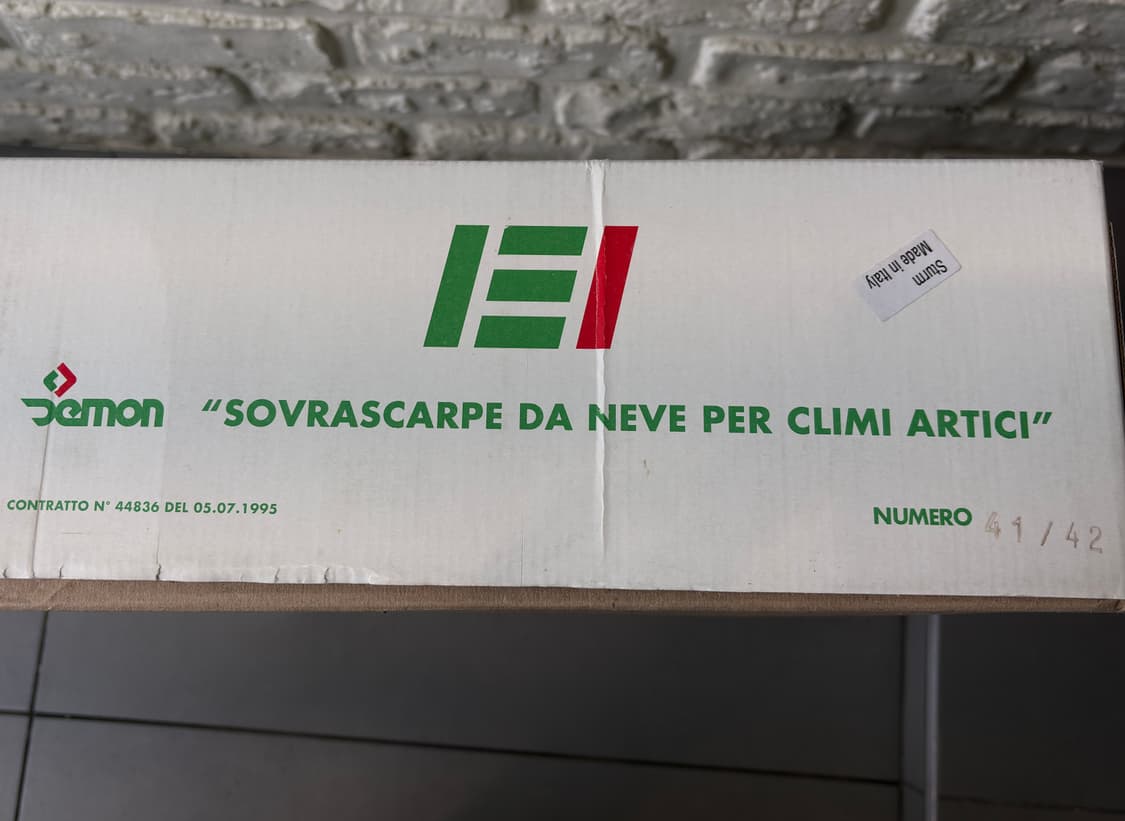 EI
Sturm
Made in Italy
Demon
“SOVRASCARPE DA NEVE PER CLIMI ARTICI”
CONTRATTO N° 44836 DEL 05.07.1995
NUMERO 41/42